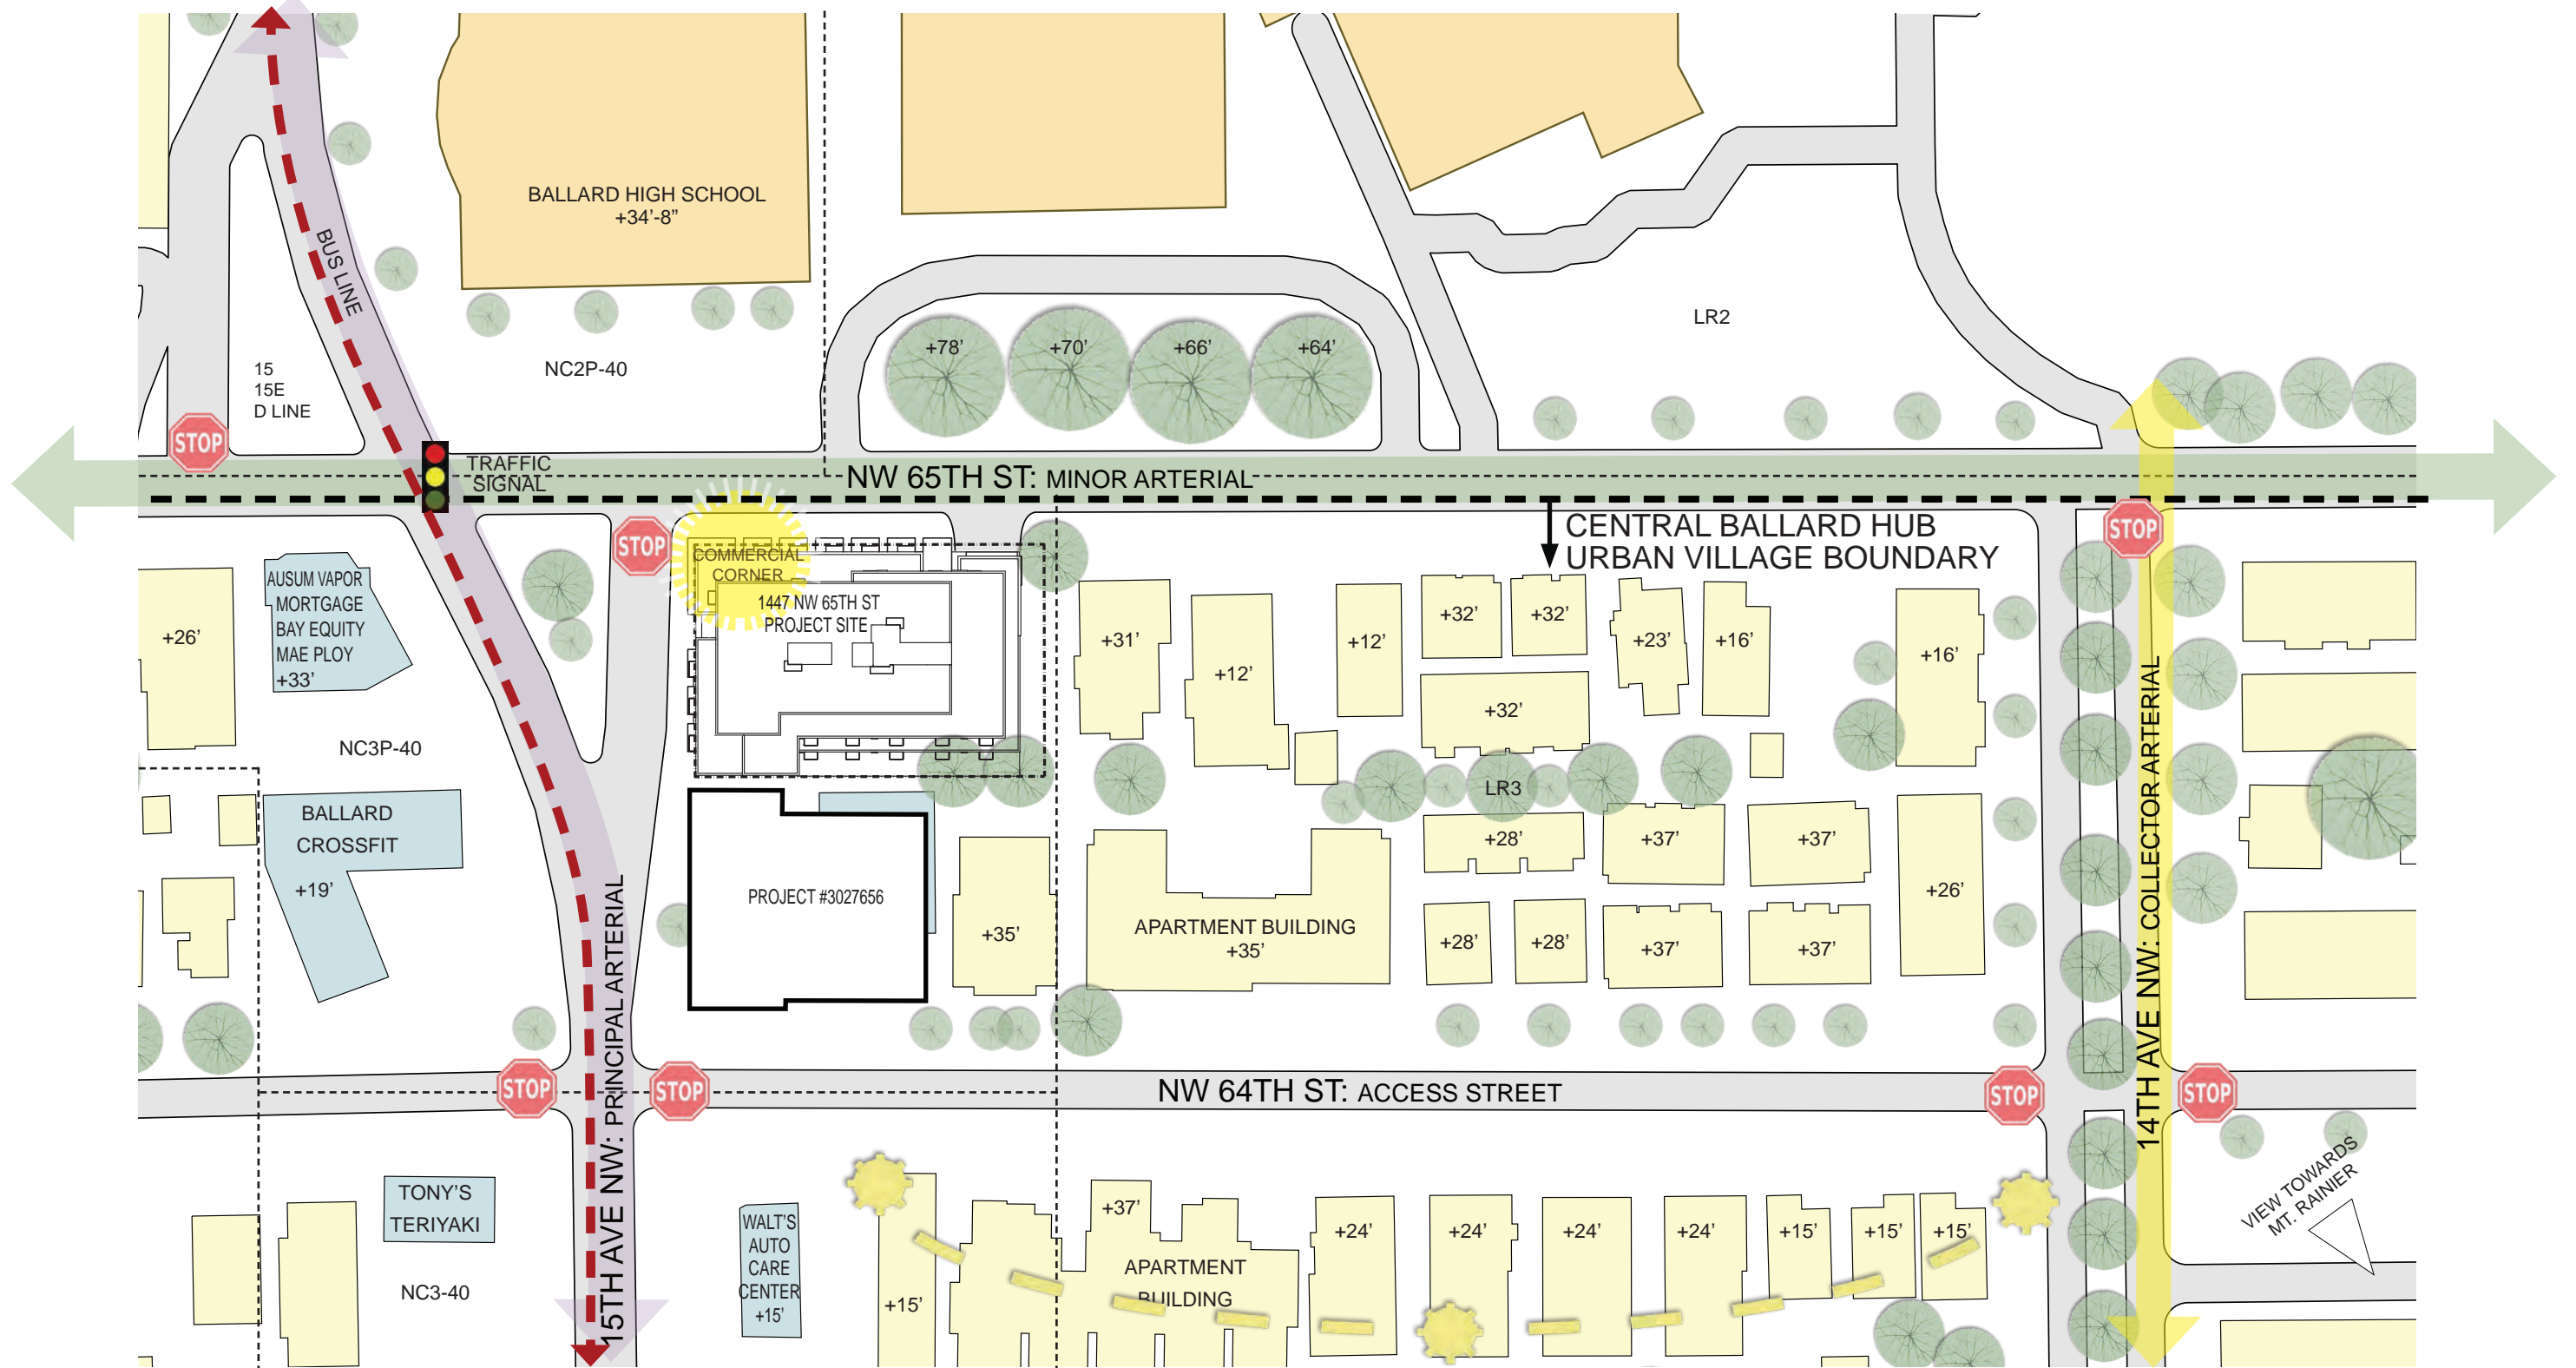 BALLARD HIGH SCHOOL
+34'-8”
BUS LINE
LR2
+78'
+70'
+66'
+64'
NC2P-40
15
15E
D LINE
STOP
TRAFFIC
SIGNAL
NW 65TH ST: MINOR ARTERIAL
STOP
STOP
CENTRAL BALLARD HUB
URBAN VILLAGE BOUNDARY
COMMERCIAL
CORNER
1447 NW 65TH ST
PROJECT SITE
AUSUM VAPOR
MORTGAGE
BAY EQUITY
MAE PLOY
+33'
+26'
+31'
+12'
+12'
+32'
+32'
+23'
+16'
+16'
+32'
NC3P-40
LR3
BALLARD
CROSSFIT
+19'
PROJECT #3027656
+35'
APARTMENT BUILDING
+35'
+28'
+37'
+37'
+26'
+28'
+28'
+37'
+37'
15TH AVE NW: PRINCIPAL ARTERIAL
14TH AVE NW: COLLECTOR ARTERIAL
STOP
STOP
NW 64TH ST: ACCESS STREET
STOP
STOP
VIEW TOWARDS
MT. RAINIER
TONY'S
TERIYAKI
NC3-40
WALT'S
AUTO
CARE
CENTER
+15'
+15'
+37'
APARTMENT
BUILDING
+24'
+24'
+24'
+24'
+15'
+15'
+15'